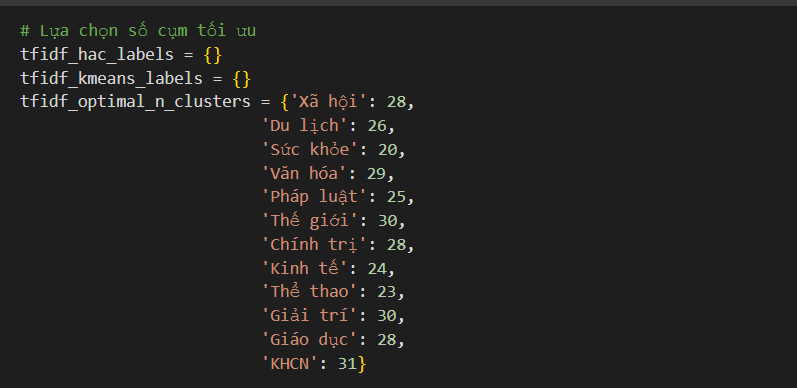 # Lựa chọn số cụm tối ưu
tfidf_hac_labels = {}
tfidf_kmeans_labels = {}
tfidf_optimal_n_clusters = {'Xã hội': 28,
'Du lịch': 26,
'Sức khỏe': 20,
'Văn hóa': 29,
'Pháp luật': 25,
'Thế giới': 30,
'Chính trị': 28,
'Kinh tế': 24,
'Thể thao': 23,
'Giải trí': 30,
'Giáo dục': 28,
'KHCN': 31}